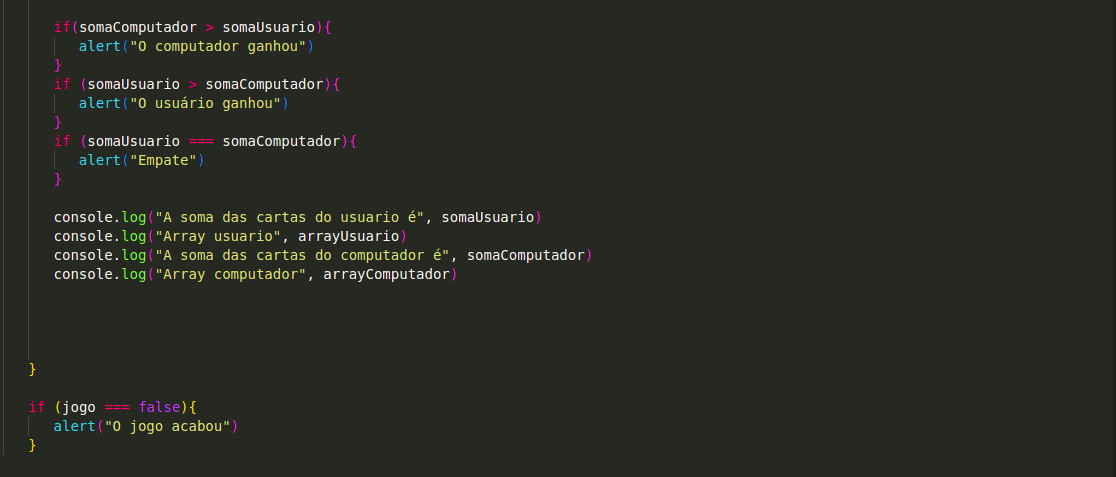 if(somaComputador > somaUsuario){
alert("O computador ganhou")
}
if (somaUsuario > somaComputador){
alert("O usuário ganhou")
}
if (somaUsuario === somaComputador){
alert("Empate")
}
console.log("A soma das cartas do usuario é", somaUsuario)
console.log("Array usuario", arrayUsuario)
console.log("A soma das cartas do computador é", somaComputador)
console.log("Array computador", arrayComputador)
}
if (jogo === false){
alert("O jogo acabou")
}